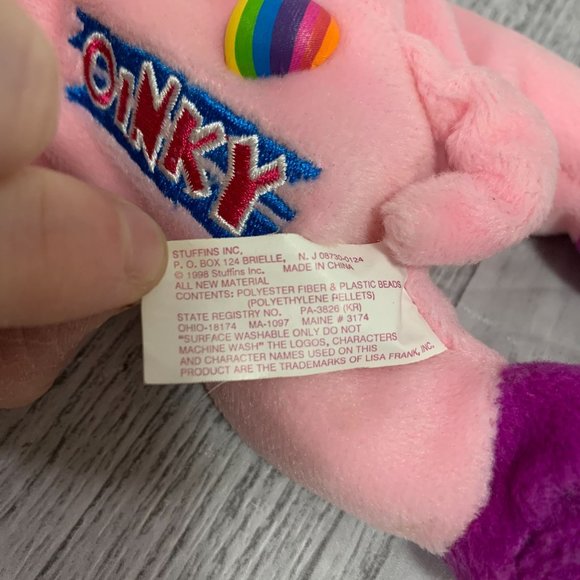 OINKY
STUFFINS INC,
P. O. BOX 124 BRIELLE, N. J 08730-0124
© 1998 Stuffins Inc. MADE IN CHINA
ALL NEW MATERIAL
CONTENTS: POLYESTER FIBER & PLASTIC BEADS
(POLYETHYLENE PELLETS)
STATE REGISTRY NO. PA-3826 (KR)
OHIO-18174 MA-1097 MAINE # 3174
"SURFACE WASHABLE ONLY DO NOT
MACHINE WASH" THE LOGOS, CHARACTERS
AND CHARACTER NAMES USED ON THIS
PRODUCT ARE THE TRADEMARKS OF LISA FRANK, INC.